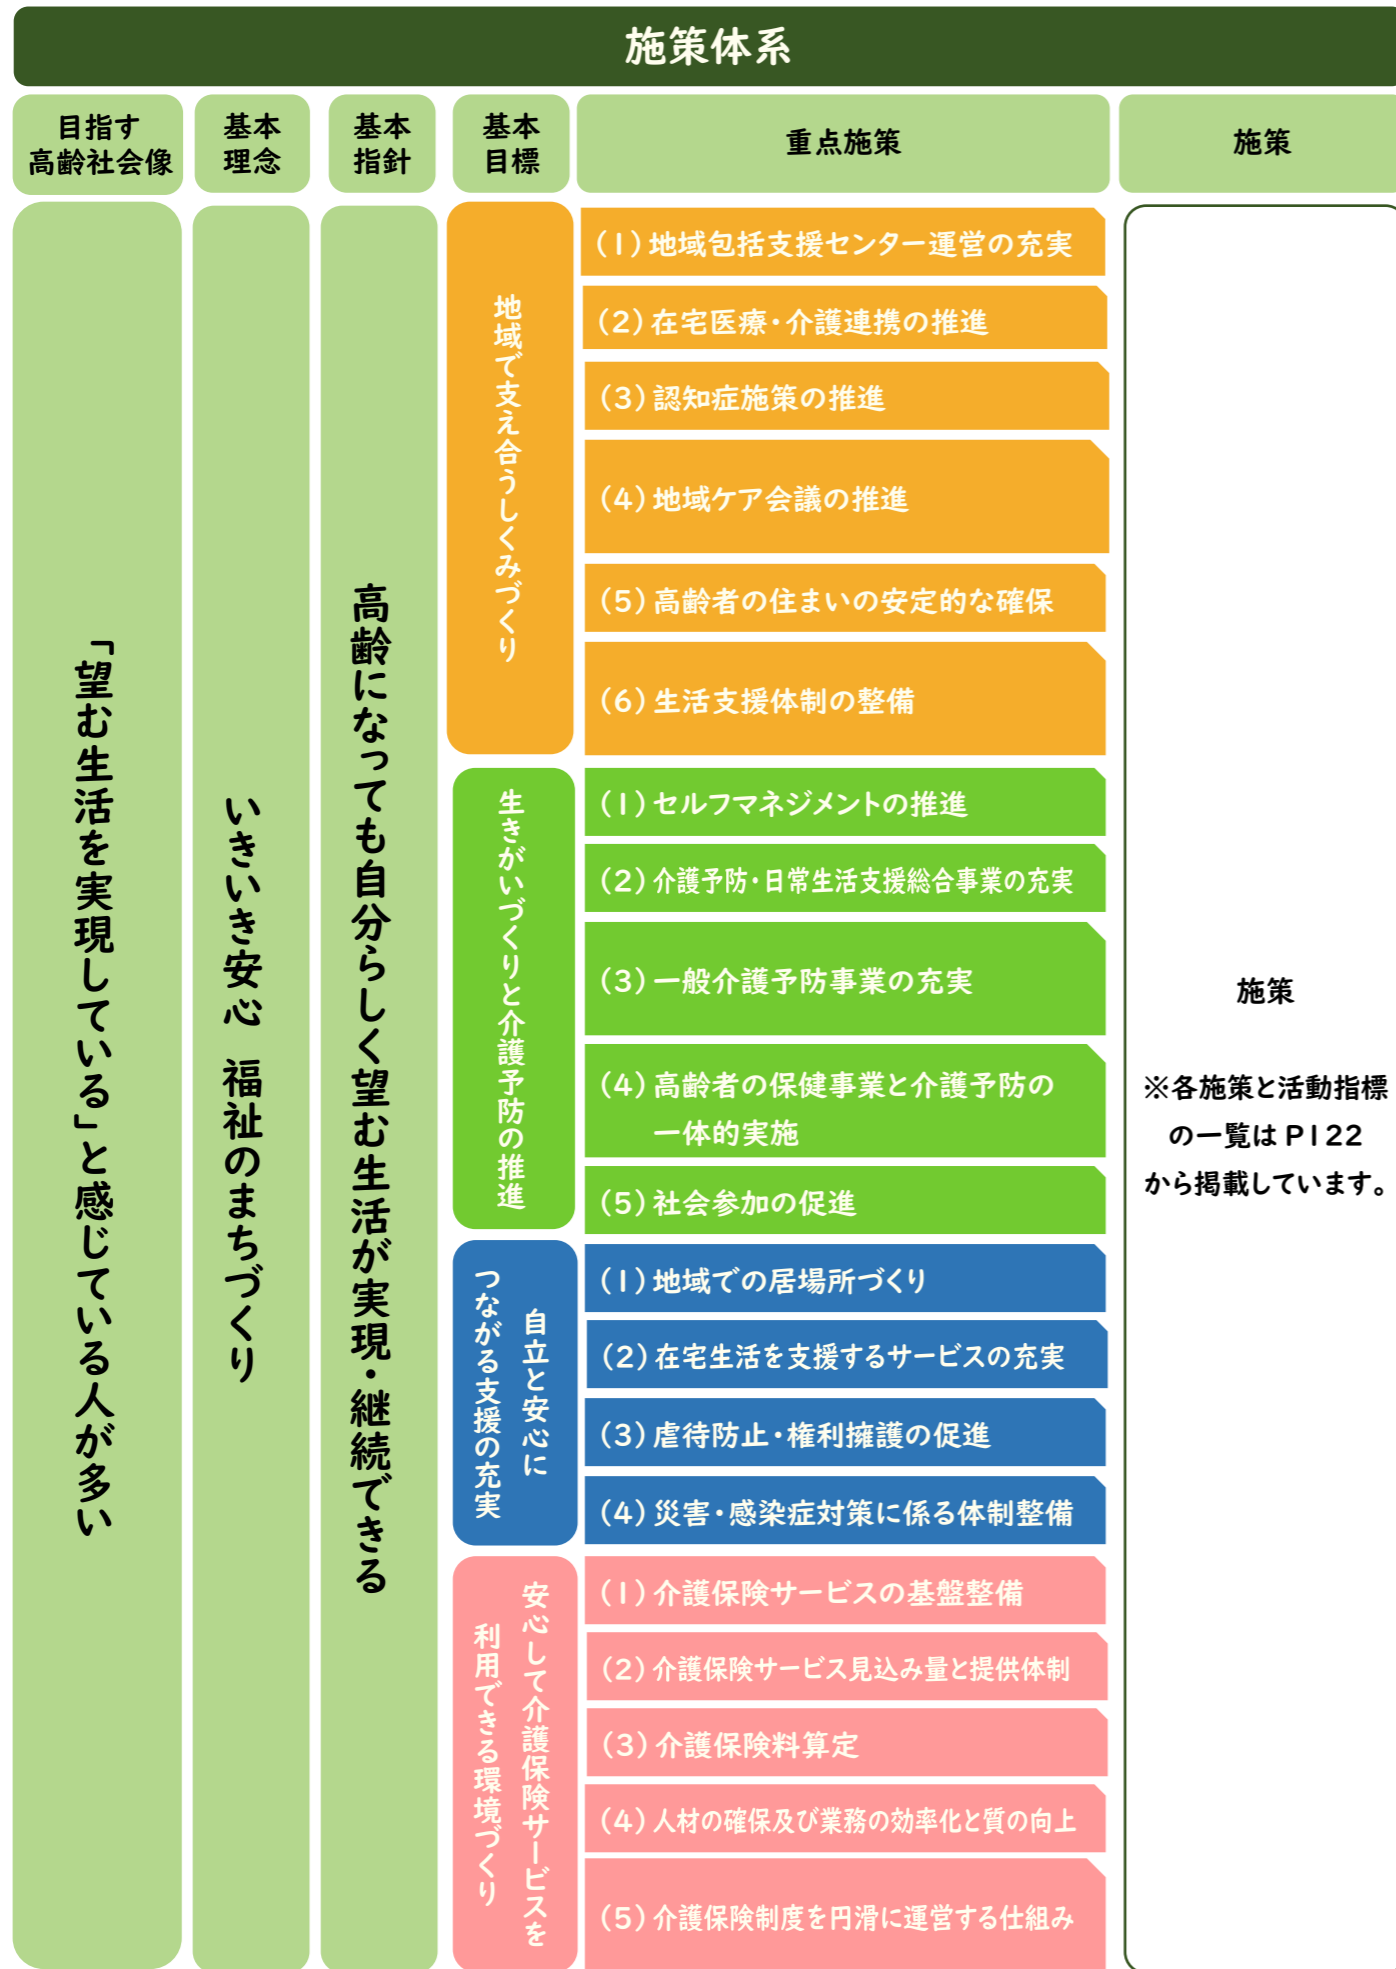 施策体系
目指す
高齢社会像
基本
理念
基本
指針
基本
目標
重点施策
施策
「望む生活を実現している」と感じている人が多い
いきいき安心 福祉のまちづくり
高齢になっても自分らしく望む生活が実現・継続できる
地域で支え合うしくみづくり
(1)地域包括支援センター運営の充実
(2)在宅医療・介護連携の推進
(3)認知症施策の推進
(4)地域ケア会議の推進
(5)高齢者の住まいの安定的な確保
(6)生活支援体制の整備
生きがいづくりと介護予防の推進
(1)セルフマネジメントの推進
(2)介護予防・日常生活支援総合事業の充実
(3)一般介護予防事業の充実
(4)高齢者の保健事業と介護予防の
一体的実施
(5)社会参加の促進
自立と安心に
つながる支援の充実
(1)地域での居場所づくり
(2)在宅生活を支援するサービスの充実
(3)虐待防止・権利擁護の促進
(4)災害・感染症対策に係る体制整備
安心して介護保険サービスを
利用できる環境づくり
(1)介護保険サービスの基盤整備
(2)介護保険サービス見込み量と提供体制
(3)介護保険料算定
(4)人材の確保及び業務の効率化と質の向上
(5)介護保険制度を円滑に運営する仕組み
施策
※各施策と活動指標
の一覧は P122
から掲載しています。